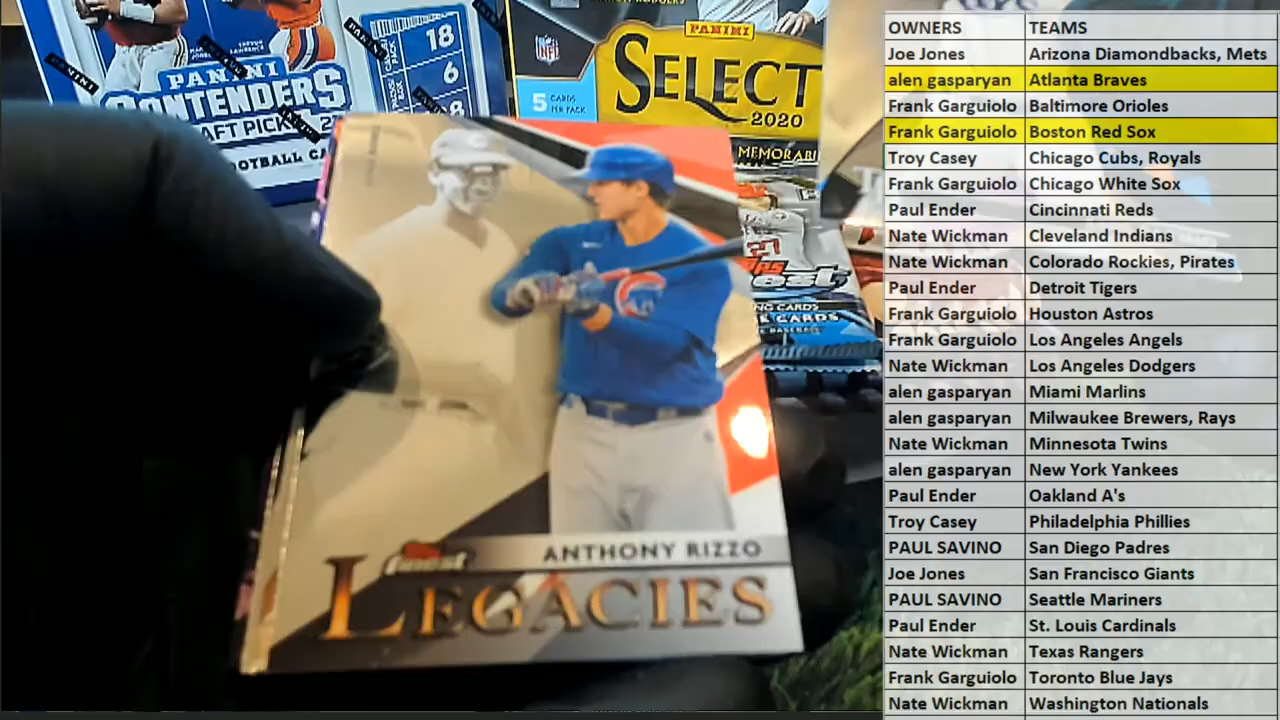 PANINI
CONTENDERS
18
6
8
NFL
5 CARDS
PER PACK
PANINI
SELECT
2020
ANTHONY RIZZO
finest
LEGACIES
OWNERS TEAMS
Joe Jones Arizona Diamondbacks, Mets
alen gasparyan Atlanta Braves
Frank Garguiolo Baltimore Orioles
Frank Garguiolo Boston Red Sox
Troy Casey Chicago Cubs, Royals
Frank Garguiolo Chicago White Sox
Paul Ender Cincinnati Reds
Nate Wickman Cleveland Indians
Nate Wickman Colorado Rockies, Pirates
Paul Ender Detroit Tigers
Frank Garguiolo Houston Astros
Frank Garguiolo Los Angeles Angels
Nate Wickman Los Angeles Dodgers
alen gasparyan Miami Marlins
alen gasparyan Milwaukee Brewers, Rays
Nate Wickman Minnesota Twins
alen gasparyan New York Yankees
Paul Ender Oakland A's
Troy Casey Philadelphia Phillies
PAUL SAVINO San Diego Padres
Joe Jones San Francisco Giants
PAUL SAVINO Seattle Mariners
Paul Ender St. Louis Cardinals
Nate Wickman Texas Rangers
Frank Garguiolo Toronto Blue Jays
Nate Wickman Washington Nationals